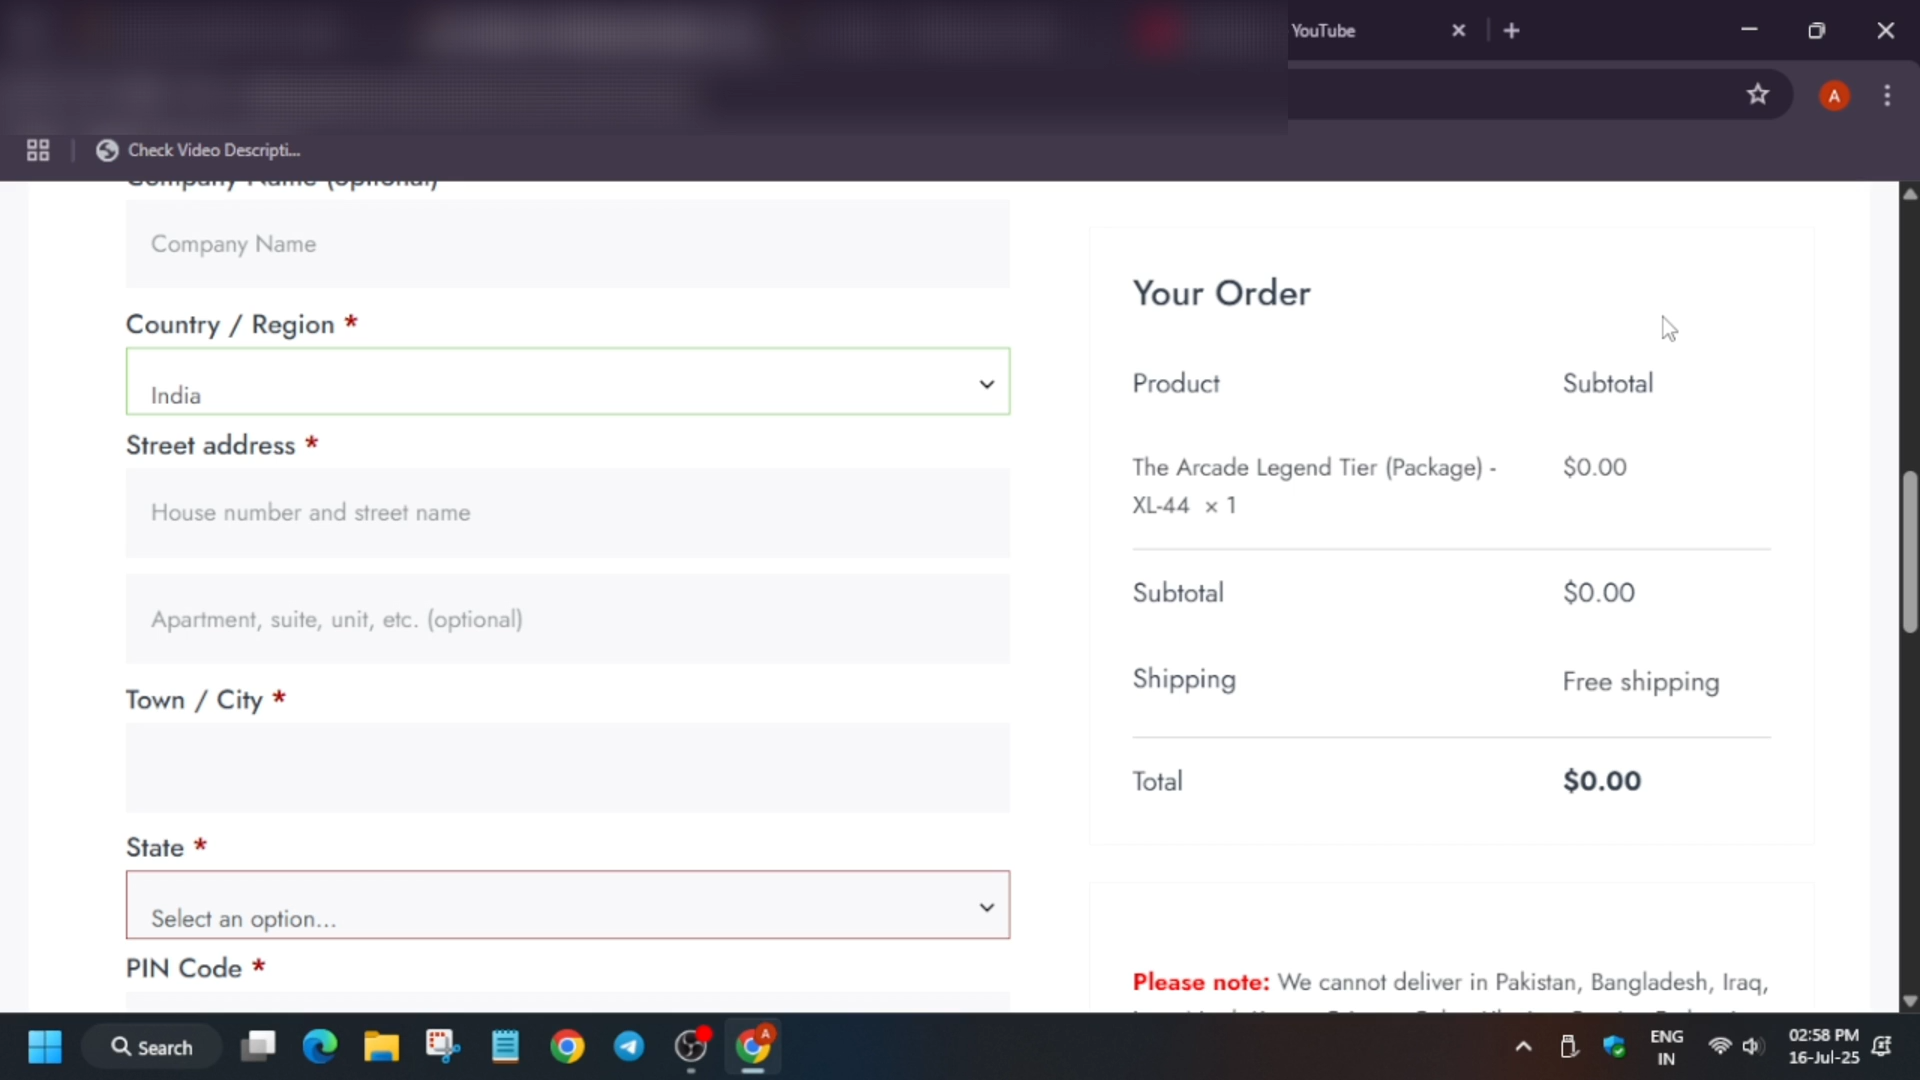 YouTube
A
Check Video Descripti...
Company Name (optional)
Company Name
Country / Region *
India
Street address *
House number and street name
Apartment, suite, unit, etc. (optional)
Town / City *
State *
Select an option...
PIN Code *
Your Order
Product Subtotal
The Arcade Legend Tier (Package) - $0.00
XL-44 × 1
Subtotal $0.00
Shipping Free shipping
Total $0.00
Please note: We cannot deliver in Pakistan, Bangladesh, Iraq,
Search
A
ENG
IN
02:58 PM
16-Jul-25